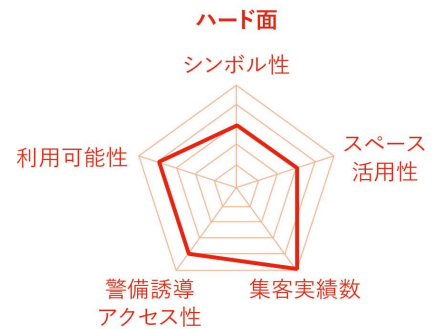 ハード面
シンボル性
スペース
活用性
利用可能性
警備誘導
アクセス性
集客実績数